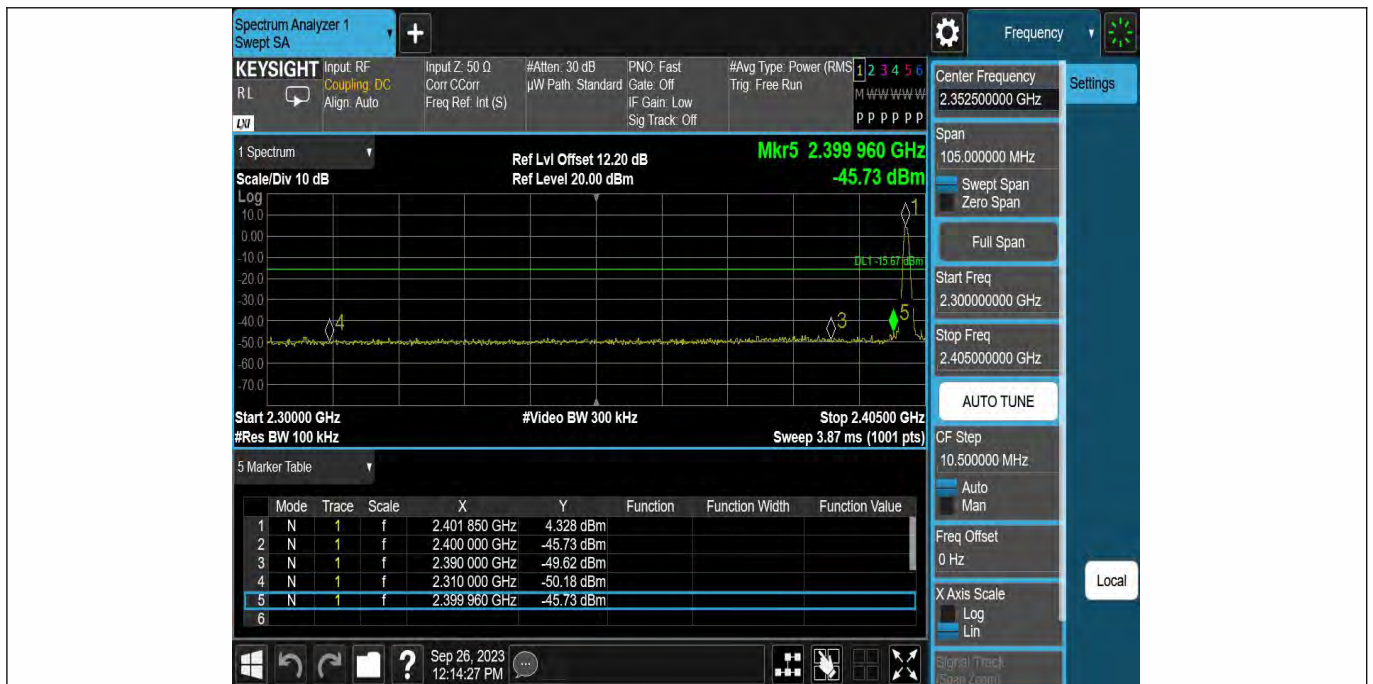 Spectrum Analyzer 1
Swept SA
+
Frequency
KEYSIGHT
RL
LXI
Input: RF
Coupling: DC
Align: Auto
Input Z: 50 Ω
Corr CCorr
Freq Ref: Int (S)
#Atten: 30 dB
µW Path: Standard
PNO: Fast
Gate: Off
IF Gain: Low
Sig Track: Off
#Avg Type: Power (RMS
Trig: Free Run
1 2 3 4 5 6
M W W W W W
P P P P P P
1 Spectrum
Scale/Div 10 dB
Ref Lvl Offset 12.20 dB
Ref Level 20.00 dBm
Mkr5 2.399 960 GHz
-45.73 dBm
Log
10.0
0.00
-10.0
-20.0
-30.0
-40.0
-50.0
-60.0
-70.0
1
DL1 -15.67 dBm
4
3
5
Start 2.30000 GHz
#Res BW 100 kHz
#Video BW 300 kHz
Stop 2.40500 GHz
Sweep 3.87 ms (1001 pts)
5 Marker Table
Mode Trace Scale X Y Function Function Width Function Value
1 N 1 f 2.401 850 GHz 4.328 dBm
2 N 1 f 2.400 000 GHz -45.73 dBm
3 N 1 f 2.390 000 GHz -49.62 dBm
4 N 1 f 2.310 000 GHz -50.18 dBm
5 N 1 f 2.399 960 GHz -45.73 dBm
6
Sep 26, 2023
12:14:27 PM
Center Frequency
2.352500000 GHz
Settings
Span
105.000000 MHz
Swept Span
Zero Span
Full Span
Start Freq
2.300000000 GHz
Stop Freq
2.405000000 GHz
AUTO TUNE
CF Step
10.500000 MHz
Auto
Man
Freq Offset
0 Hz
X Axis Scale
Log
Lin
Local
Signal Track
(Span Zoom)